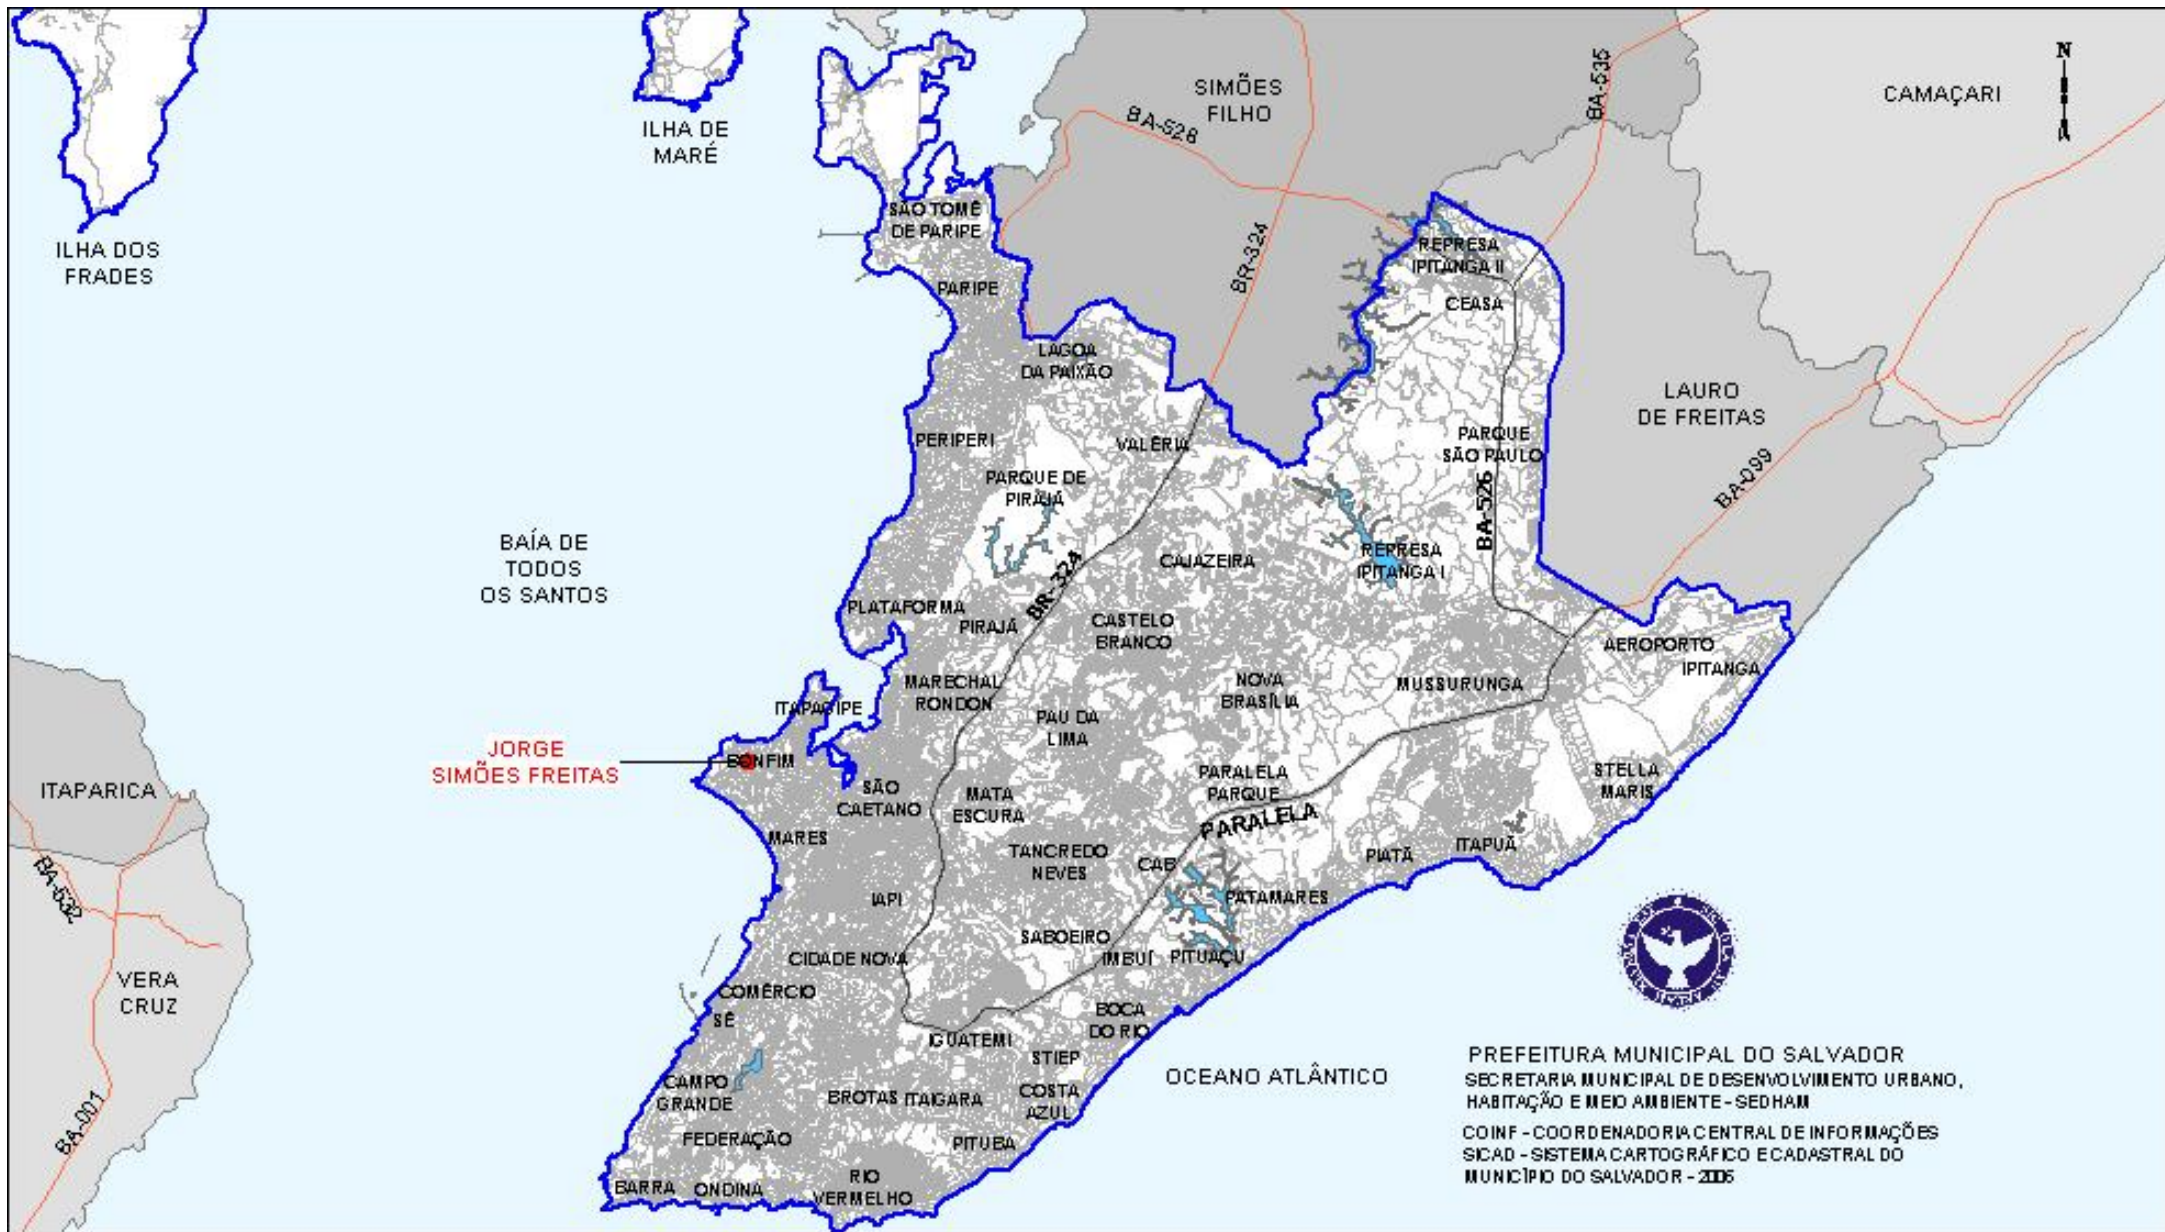 N
SIMÕES
FILHO
CAMAÇARI
BA-535
BA-526
ILHA DE
MARÉ
SÃO TOMÉ
DE PARIPE
ILHA DOS
FRADES
BR-324
REPRESA
IPITANGA II
PARIPE
CEASA
LAGOA
DA PAIXÃO
LAURO
DE FREITAS
PERIPERI
VALÉRIA
PARQUE
SÃO PAULO
PARQUE DE
PIRAJÁ
BA-099
BA-526
BAÍA DE
TODOS
OS SANTOS
CAJAZEIRA
REPRESA
IPITANGA I
BR-324
PLATAFORMA
PIRAJÁ
CASTELO
BRANCO
AEROPORTO
IPITANGA
MARECHAL
RONDON
NOVA
BRASÍLIA
MUSSURUNGA
ITAPAGIPE
PAU DA
LIMA
JORGE
SIMÕES FREITAS
BONFIM
PARALELA
PARQUE
STELLA
MARIS
ITAPARICA
SÃO
CAETANO
MATA
ESCURA
PARALELA
MARES
TANCREDO
NEVES
CAB
PIATÃ
ITAPUÃ
BA-532
IAPI
PATAMARES
SABOEIRO
IMBUÍ
PITUAÇU
CIDADE NOVA
VERA
CRUZ
COMÉRCIO
SÉ
BOCA
DO RIO
IGUATEMI
STIEP
OCEANO ATLÂNTICO
CAMPO
GRANDE
BROTAS
ITAIGARA
COSTA
AZUL
BA-001
FEDERAÇÃO
PITUBA
BARRA
ONDINA
RIO
VERMELHO
PREFEITURA MUNICIPAL DO SALVADOR
SECRETARIA MUNICIPAL DE DESENVOLVIMENTO URBANO,
HABITAÇÃO E MEIO AMBIENTE - SEDHAM
COINF - COORDENADORIA CENTRAL DE INFORMAÇÕES
SICAD - SISTEMA CARTOGRÁFICO E CADASTRAL DO
MUNICÍPIO DO SALVADOR - 2006